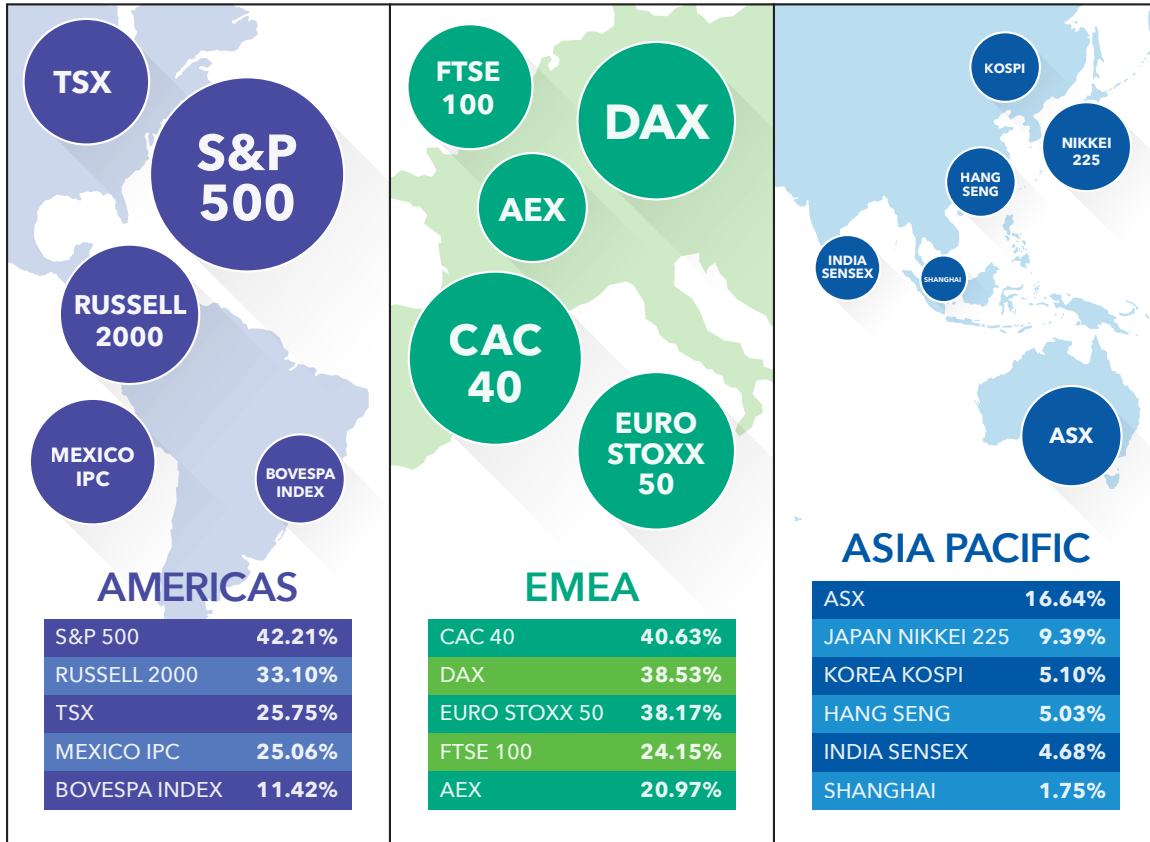 TSX
S&P
500
RUSSELL
2000
MEXICO
IPC
BOVESPA
INDEX
AMERICAS
S&P 500 42.21%
RUSSELL 2000 33.10%
TSX 25.75%
MEXICO IPC 25.06%
BOVESPA INDEX 11.42%
FTSE
100
DAX
AEX
CAC
40
EURO
STOXX
50
EMEA
CAC 40 40.63%
DAX 38.53%
EURO STOXX 50 38.17%
FTSE 100 24.15%
AEX 20.97%
KOSPI
NIKKEI
225
HANG
SENG
INDIA
SENSEX
SHANGHAI
ASX
ASIA PACIFIC
ASX 16.64%
JAPAN NIKKEI 225 9.39%
KOREA KOSPI 5.10%
HANG SENG 5.03%
INDIA SENSEX 4.68%
SHANGHAI 1.75%